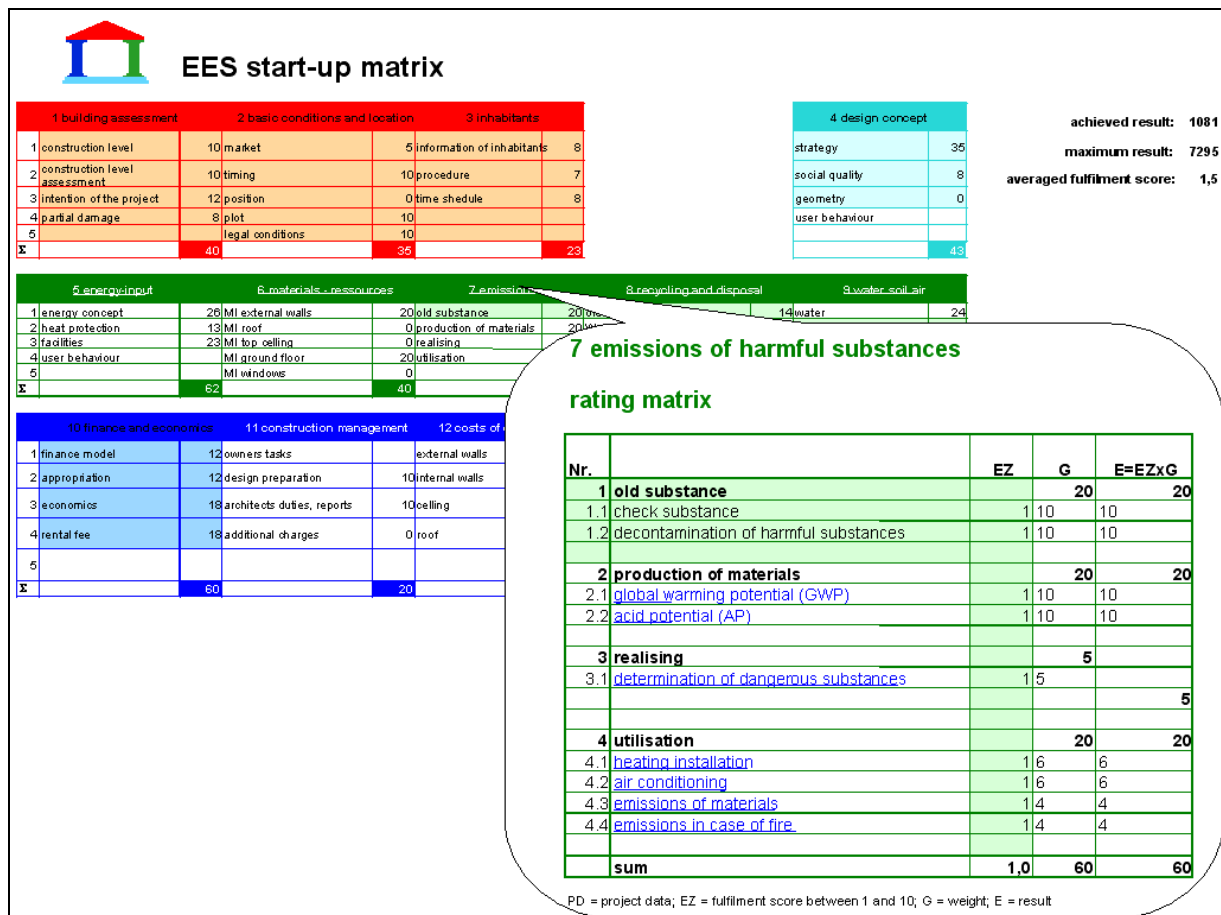 EES start-up matrix
1 building assessment 2 basic conditions and location 3 inhabitants
1 construction level 10 market 5 information of inhabitants 8
2 construction level assessment 10 timing 10 procedure 7
3 intention of the project 12 position 0 time shedule 8
4 partial damage 8 plot 10
5 legal conditions 10
Σ 40 35 23
4 design concept
strategy 35
social quality 8
geometry 0
user behaviour
43
achieved result: 1081
maximum result: 7295
averaged fulfilment score: 1,5
5 energy-input 6 materials - ressources 7 emissions 8 recycling and disposal 9 water soil air
1 energy concept 26 MI external walls 20 old substance 20 14 water 24
2 heat protection 13 MI roof 0 production of materials 20
3 facilities 23 MI top celling 0 realising
4 user behaviour MI ground floor 20 utilisation
5 MI windows 0
Σ 62 40
10 finance and economics 11 construction management 12 costs of
1 finance model 12 owners tasks external walls
2 appropriation 12 design preparation 10 internal walls
3 economics 18 architects duties, reports 10 celling
4 rental fee 18 additional charges 0 roof
5
Σ 60 20
7 emissions of harmful substances
rating matrix
Nr. EZ G E=EZxG
1 old substance 20 20
1.1 check substance 1 10 10
1.2 decontamination of harmful substances 1 10 10
2 production of materials 20 20
2.1 global warming potential (GWP) 1 10 10
2.2 acid potential (AP) 1 10 10
3 realising 5
3.1 determination of dangerous substances 1 5
5
4 utilisation 20 20
4.1 heating installation 1 6 6
4.2 air conditioning 1 6 6
4.3 emissions of materials 1 4 4
4.4 emissions in case of fire 1 4 4
sum 1,0 60 60
PD = project data; EZ = fulfilment score between 1 and 10; G = weight; E = result